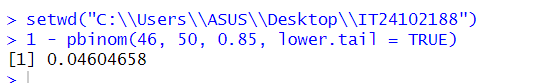 > setwd("C:\\Users\\ASUS\\Desktop\\IT24102188")
> 1 - pbinom(46, 50, 0.85, lower.tail = TRUE)
[1] 0.04604658
>